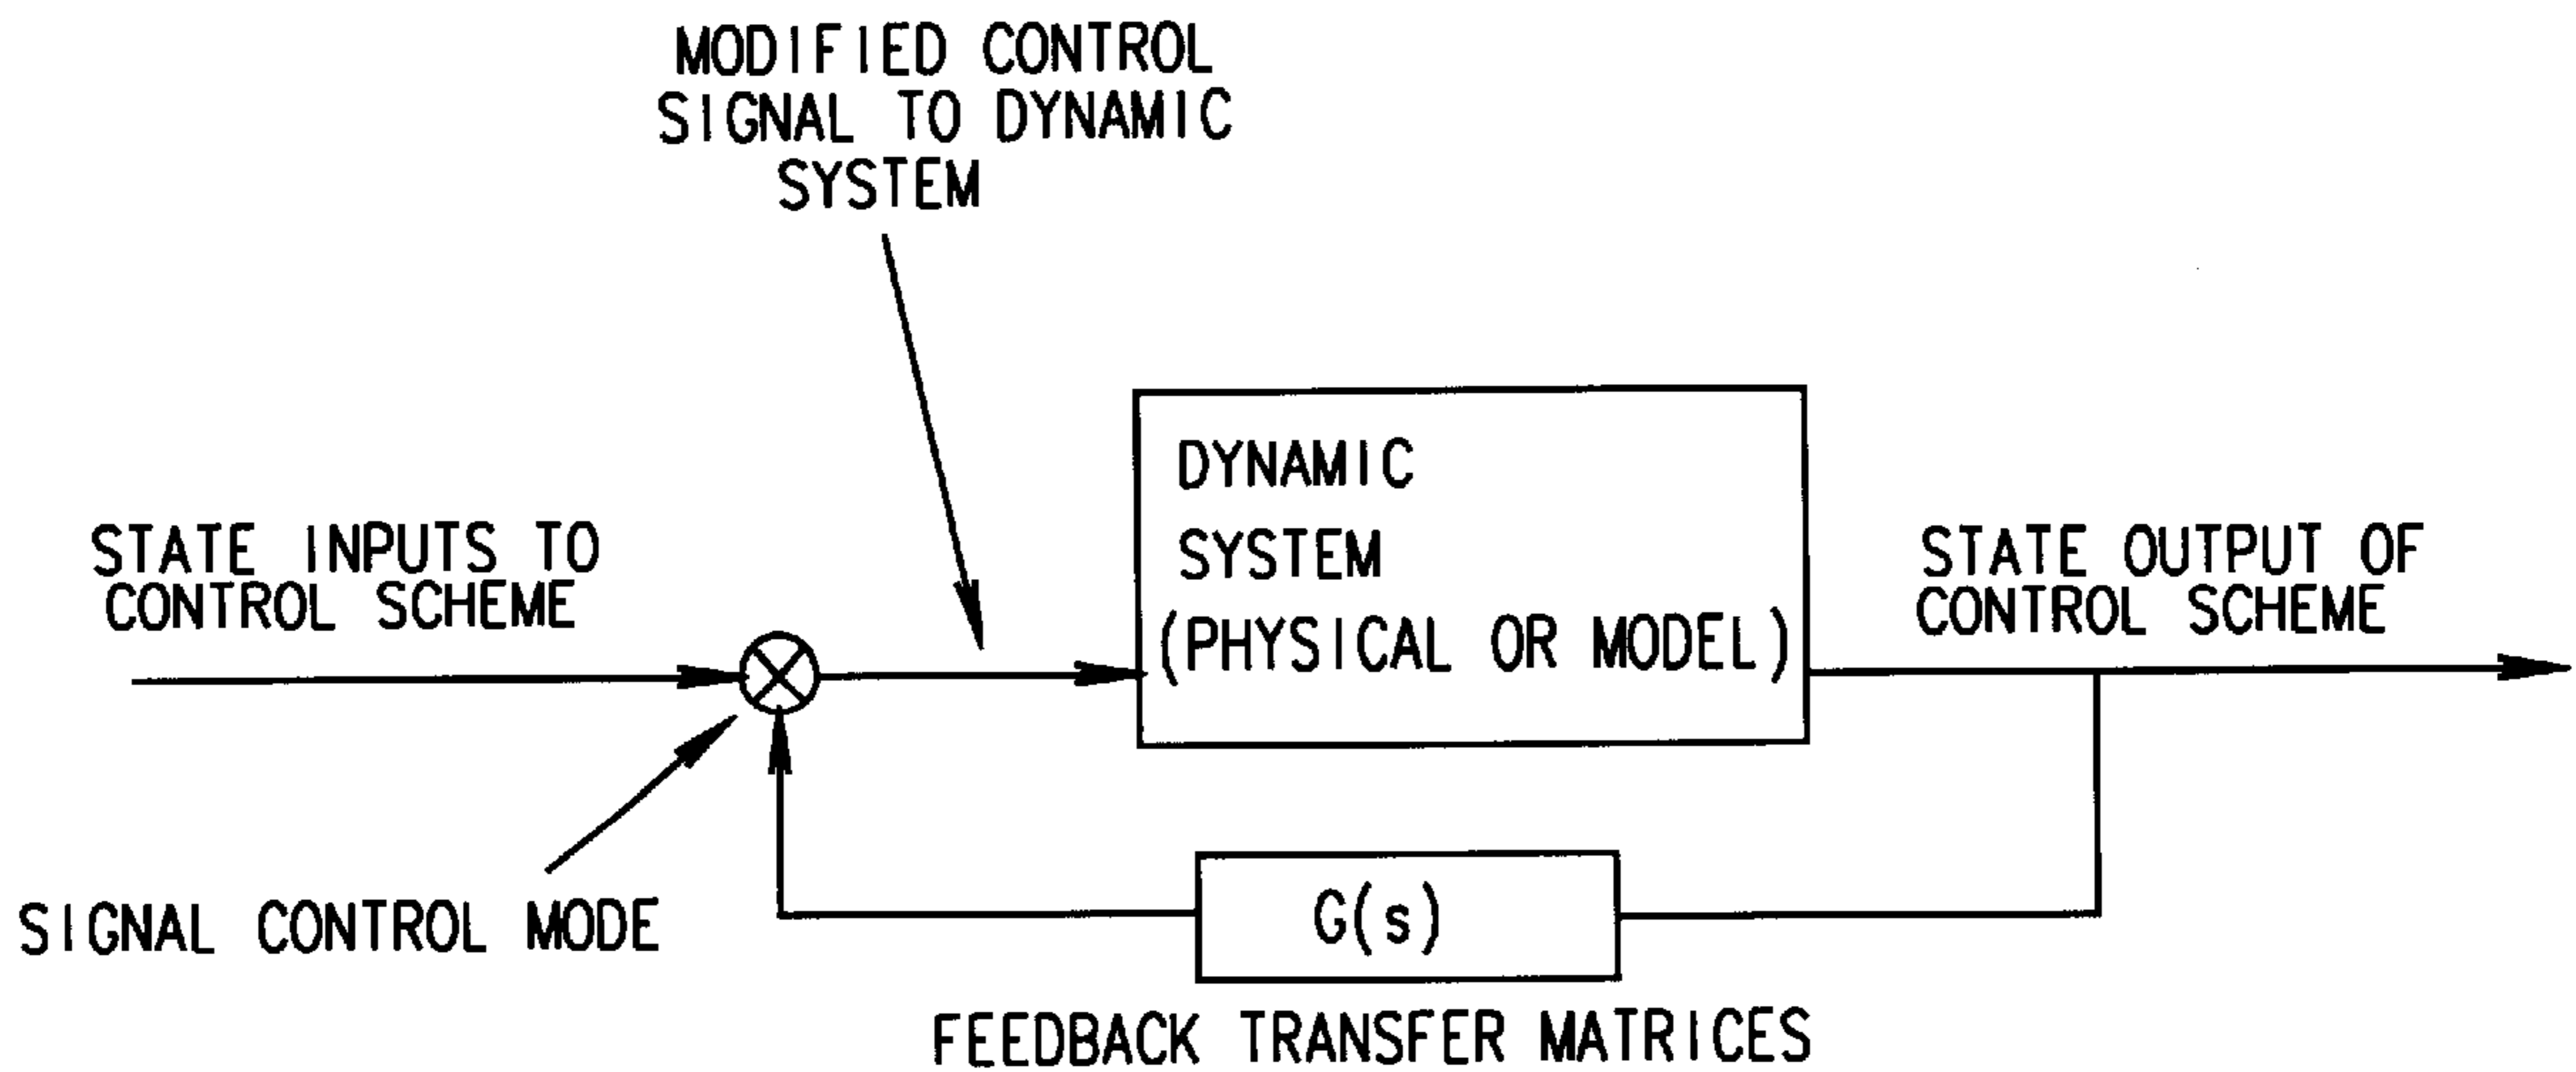 MODIFIED CONTROL
SIGNAL TO DYNAMIC
SYSTEM
STATE INPUTS TO
CONTROL SCHEME
DYNAMIC
SYSTEM
(PHYSICAL OR MODEL)
STATE OUTPUT OF
CONTROL SCHEME
SIGNAL CONTROL MODE
G(s)
FEEDBACK TRANSFER MATRICES